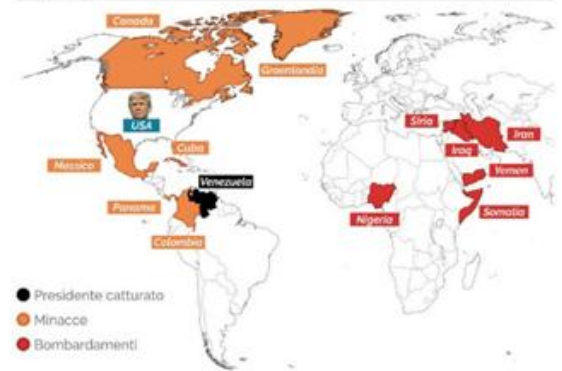 Canada
Groenlandia
USA
Messico
Cuba
Venezuela
Panama
Colombia
Siria
Iran
Iraq
Yemen
Nigeria
Somalia
Presidente catturato
Minacce
Bombardamenti